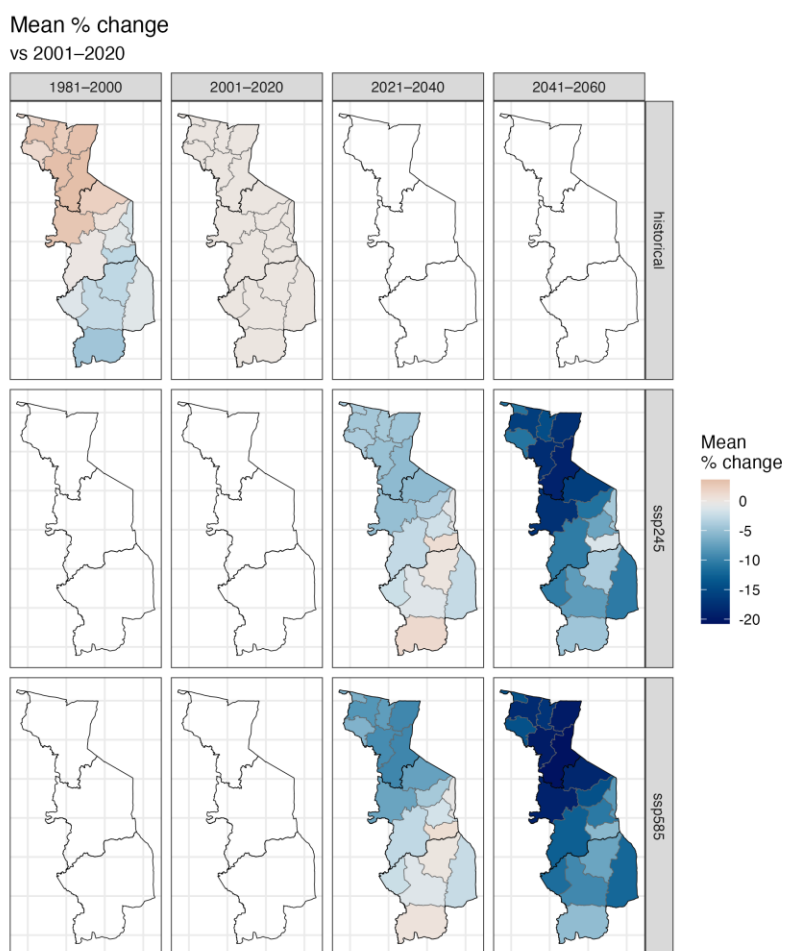 Mean % change
vs 2001–2020
1981–2000
2001–2020
2021–2040
2041–2060
historical
ssp245
ssp585
Mean
% change
0
-5
-10
-15
-20